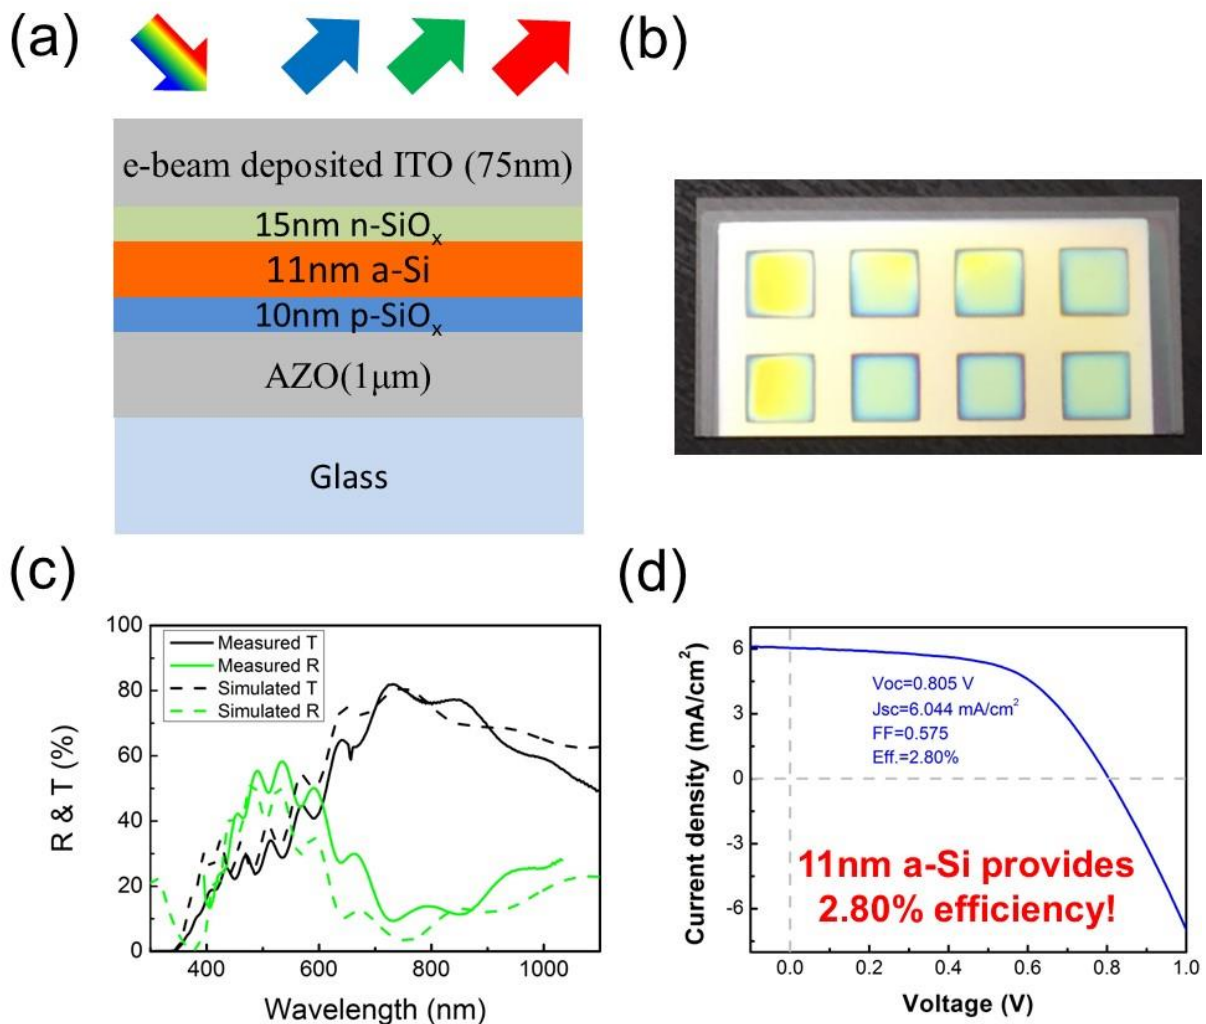 (a)
e-beam deposited ITO (75nm)
15nm n-SiOₓ
11nm a-Si
10nm p-SiOₓ
AZO(1μm)
Glass
(b)
(c)
R & T (%)
100
80
60
40
20
0
Measured T
Measured R
Simulated T
Simulated R
400 600 800 1000
Wavelength (nm)
(d)
Current density (mA/cm²)
6
3
0
-3
-6
Voc=0.805 V
Jsc=6.044 mA/cm²
FF=0.575
Eff.=2.80%
11nm a-Si provides
2.80% efficiency!
0.0 0.2 0.4 0.6 0.8 1.0
Voltage (V)